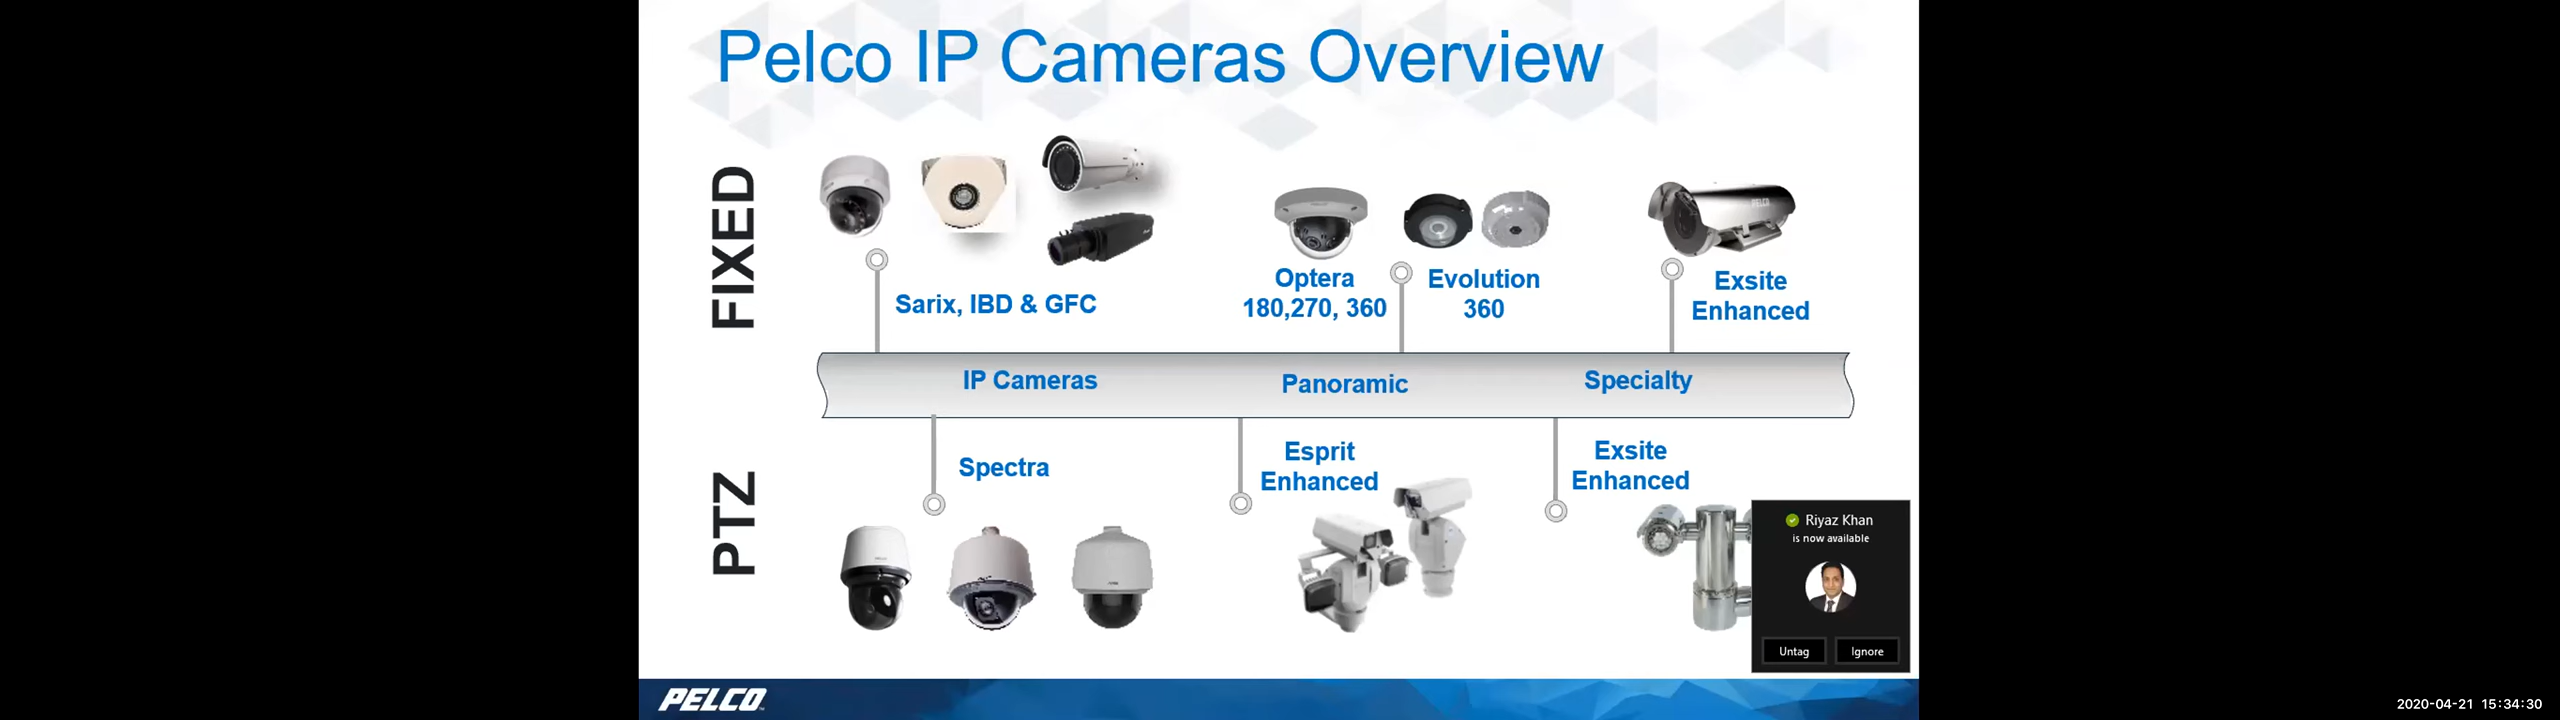 Pelco IP Cameras Overview
FIXED
Optera
180,270, 360
Evolution
360
Exsite
Enhanced
Sarix, IBD & GFC
IP Cameras
Panoramic
Specialty
PTZ
Spectra
Esprit
Enhanced
Exsite
Enhanced
PELCO
Riyaz Khan
is now available
Untag
Ignore
PELCO
2020-04-21 15:34:30